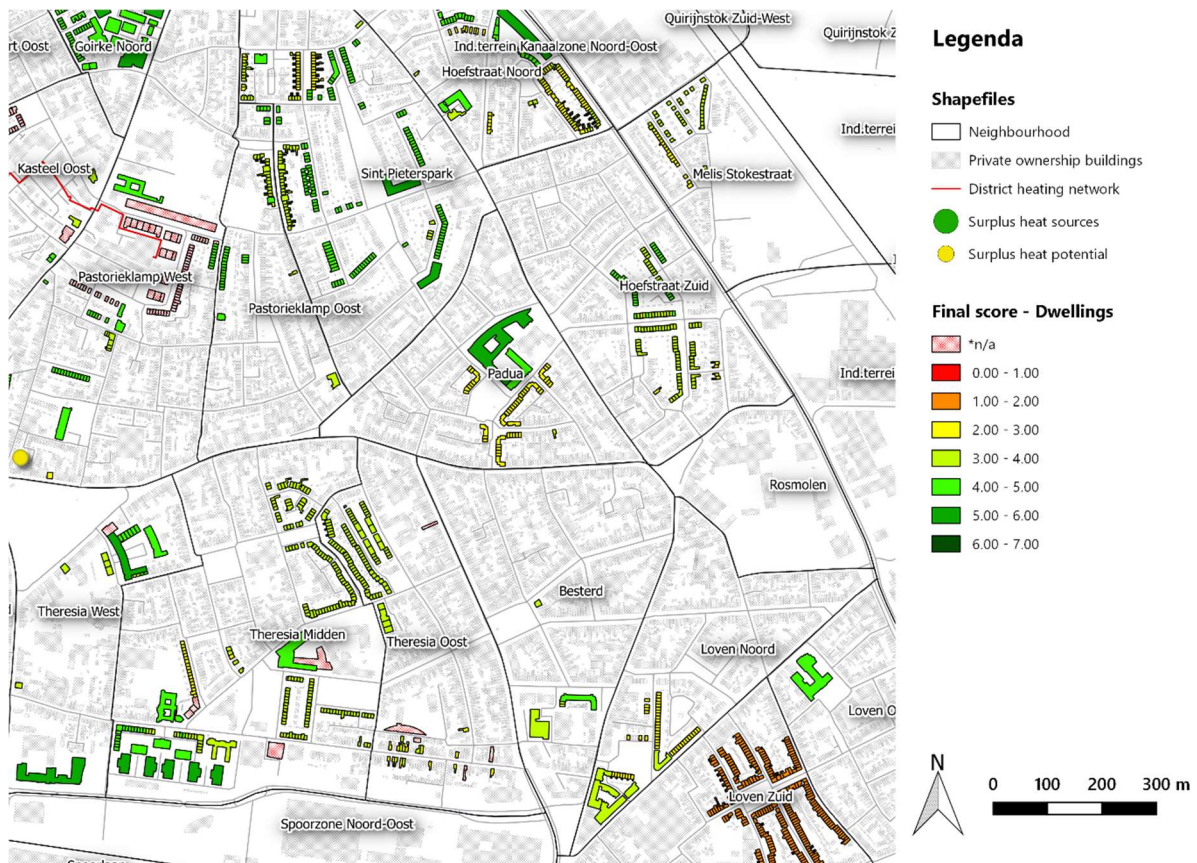 Quirijnstok Zuid-West
rt Oost
Goirke Noord
Ind.terrein Kanaalzone Noord-Oost
Quirijnstok Z
Hoefstraat Noord
Ind.terrei
Kasteel Oost
Sint Pieterspark
Melis Stokestraat
Pastorieklamp West
Hoefstraat Zuid
Pastorieklamp Oost
Padua
Ind.terrei
Rosmolen
Besterd
Theresia West
Theresia Midden
Theresia Oost
Loven Noord
Loven O
Loven Zuid
Spoorzone Noord-Oost
Legenda
Shapefiles
Neighbourhood
Private ownership buildings
District heating network
Surplus heat sources
Surplus heat potential
Final score - Dwellings
*n/a
0.00 - 1.00
1.00 - 2.00
2.00 - 3.00
3.00 - 4.00
4.00 - 5.00
5.00 - 6.00
6.00 - 7.00
N
0 100 200 300 m